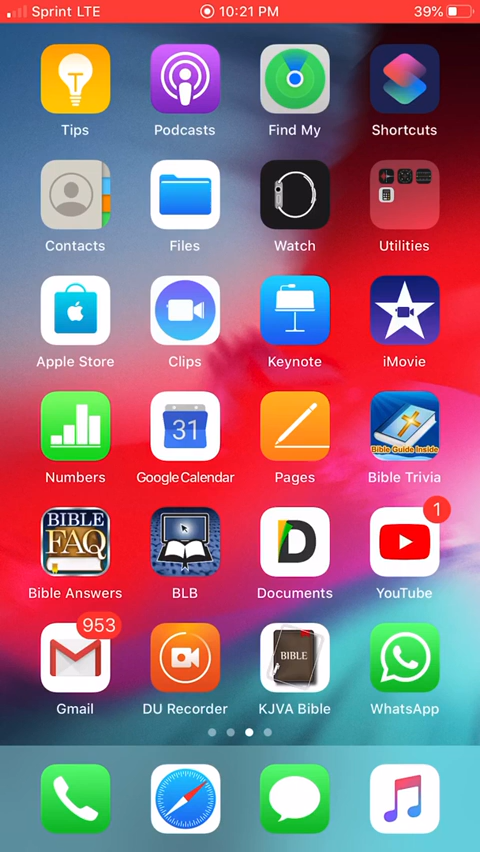 Sprint LTE 10:21 PM 39%
Tips Podcasts Find My Shortcuts
Contacts Files Watch Utilities
Apple Store Clips Keynote iMovie
31
Bible Guide Inside
Numbers Google Calendar Pages Bible Trivia
BIBLE
FAQ
D
1
Bible Answers BLB Documents YouTube
953
BIBLE
Gmail DU Recorder KJVA Bible WhatsApp